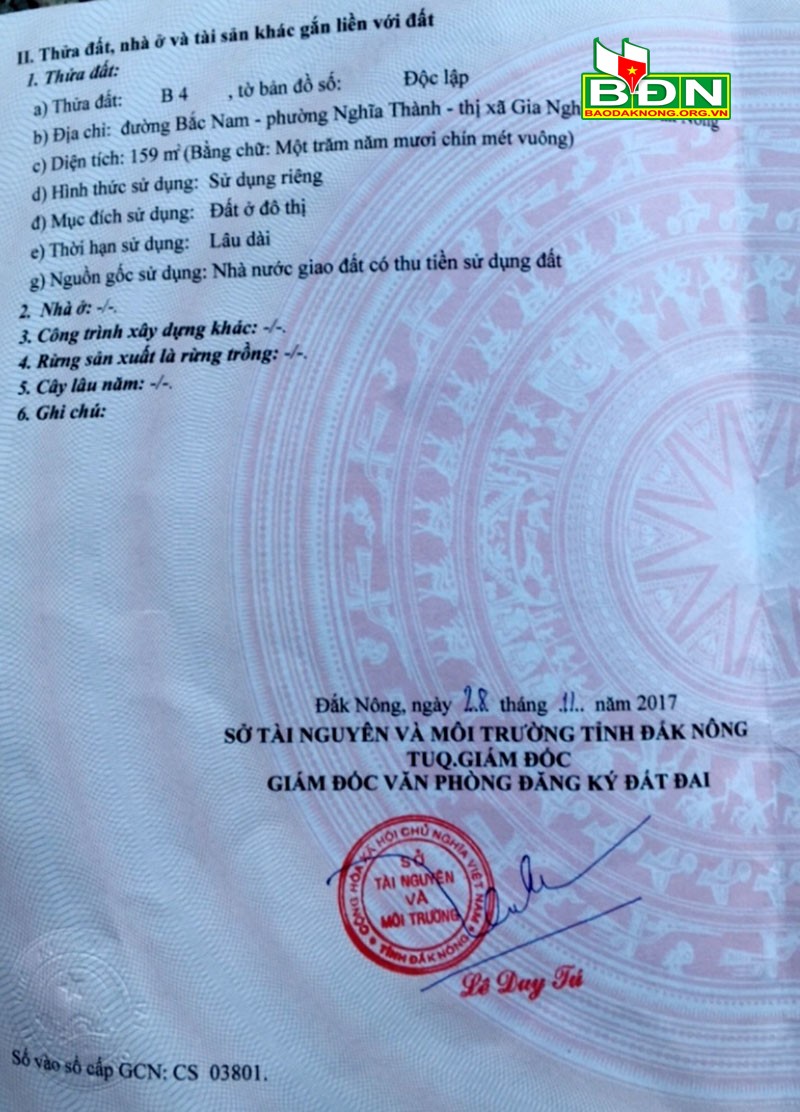 II. Thửa đất, nhà ở và tài sản khác gắn liền với đất
1. Thửa đất:
a) Thửa đất: B 4 , tờ bản đồ số: Độc lập
b) Địa chỉ: đường Bắc Nam - phường Nghĩa Thành - thị xã Gia Ngh Nông
c) Diện tích: 159 m² (Bằng chữ: Một trăm năm mươi chín mét vuông)
d) Hình thức sử dụng: Sử dụng riêng
đ) Mục đích sử dụng: Đất ở đô thị
e) Thời hạn sử dụng: Lâu dài
g) Nguồn gốc sử dụng: Nhà nước giao đất có thu tiền sử dụng đất
2. Nhà ở: -/-.
3. Công trình xây dựng khác: -/-.
4. Rừng sản xuất là rừng trồng: -/-.
5. Cây lâu năm: -/-.
6. Ghi chú:
BĐN
BAODAKNONG.ORG.VN
Đắk Nông, ngày 28 tháng 11.. năm 2017
SỞ TÀI NGUYÊN VÀ MÔI TRƯỜNG TỈNH ĐẮK NÔNG
TUQ.GIÁM ĐỐC
GIÁM ĐỐC VĂN PHÒNG ĐĂNG KÝ ĐẤT ĐAI
CỘNG HÒA XÃ HỘI CHỦ NGHĨA VIỆT NAM
SỞ
TÀI NGUYÊN
VÀ
MÔI TRƯỜNG
TỈNH ĐẮK NÔNG
Lê Duy Tú
Số vào sổ cấp GCN: CS 03801.